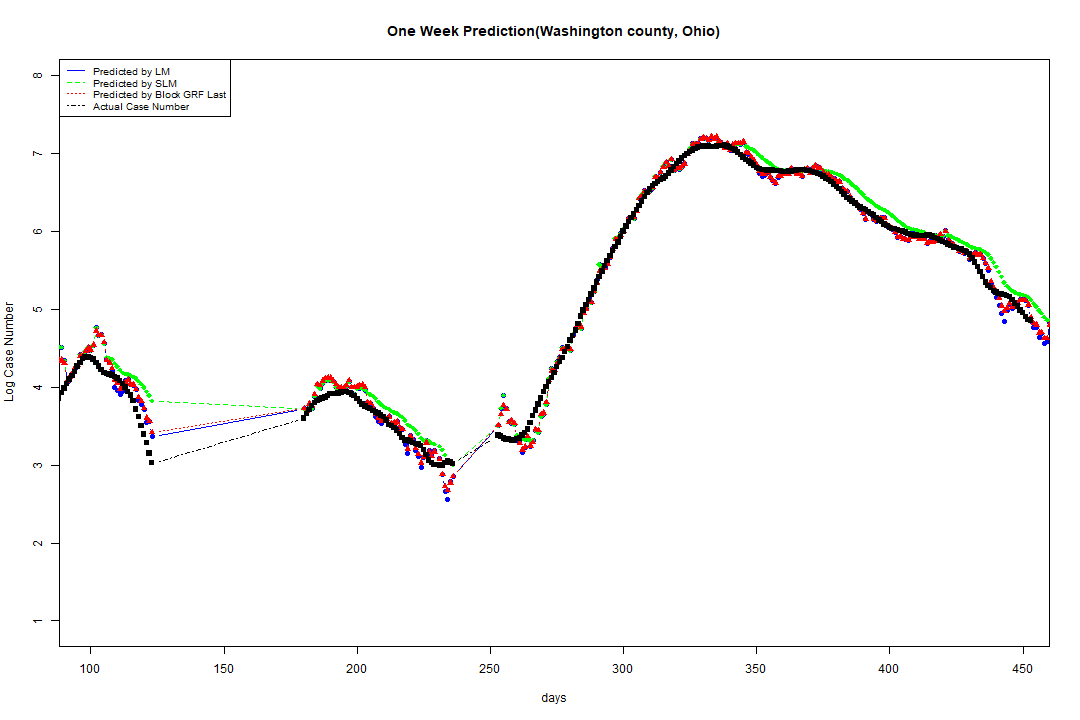 One Week Prediction(Washington county, Ohio)
Predicted by LM
Predicted by SLM
Predicted by Block GRF Last
Actual Case Number
8
7
6
5
4
3
2
1
Log Case Number
100 150 200 250 300 350 400 450
days